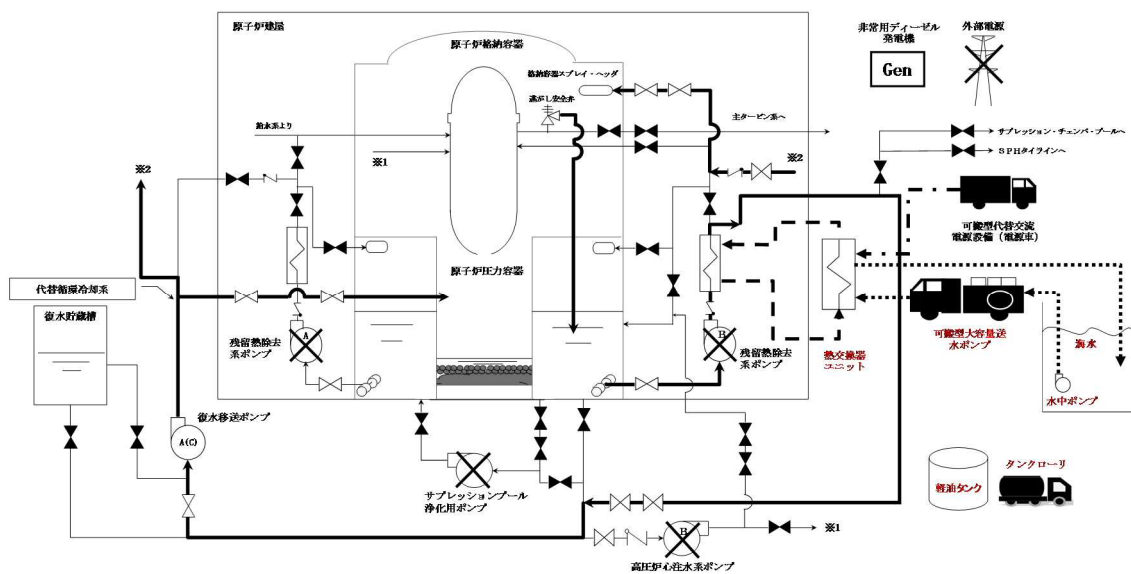 原子炉建屋
原子炉格納容器
格納容器スプレイ・ヘッダ
逃がし安全弁
給水系より
主タービン系へ
※1
※2
※2
非常用ディーゼル
発電機
Gen
外部電源
サプレッション・チェンバ・プールへ
SPHタイラインへ
可搬型代替交流
電源設備(電源車)
原子炉圧力容器
代替循環冷却系
復水貯蔵槽
A
残留熱除去
系ポンプ
B
残留熱除去
系ポンプ
熱交換器
ユニット
可搬型大容量送
水ポンプ
海水
水中ポンプ
復水移送ポンプ
A(C)
サプレッションプール
浄化用ポンプ
B
高圧炉心注水系ポンプ
※1
軽油タンク
タンクローリ